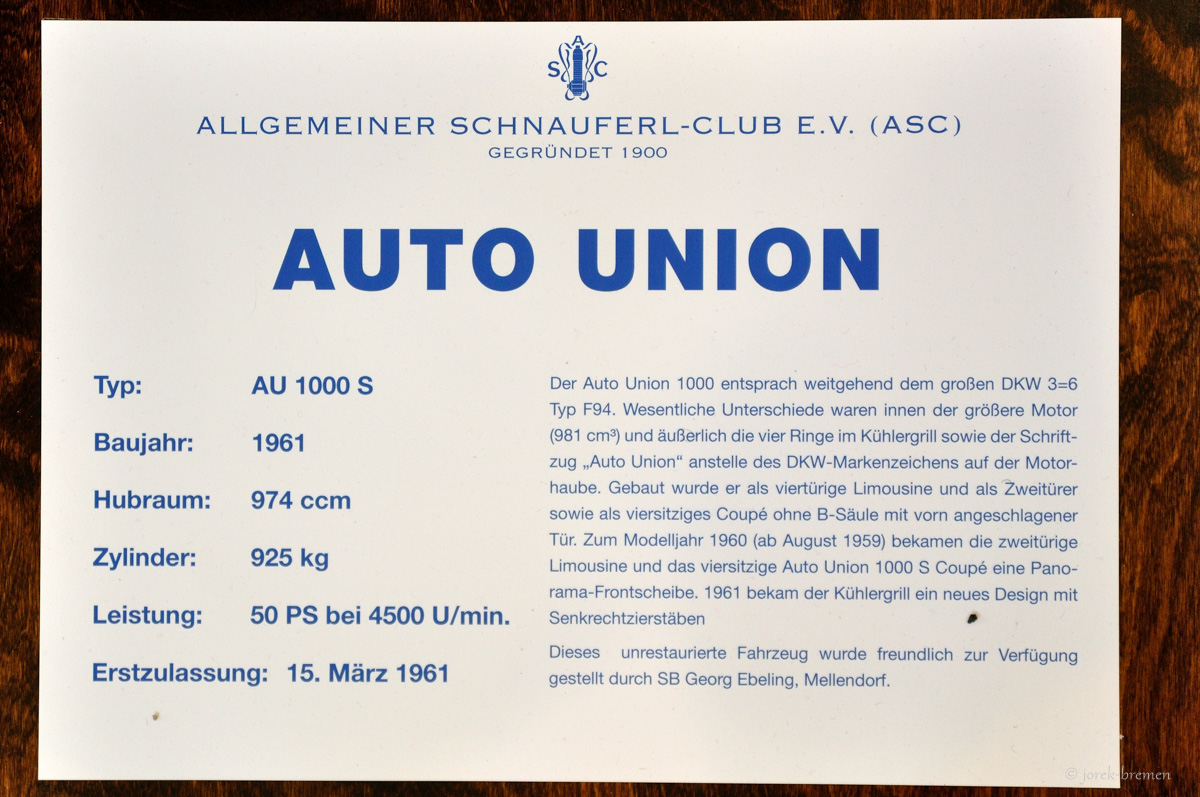 A
S C
ALLGEMEINER SCHNAUFERL-CLUB E.V. (ASC)
GEGRÜNDET 1900
AUTO UNION
Typ: AU 1000 S
Baujahr: 1961
Hubraum: 974 ccm
Zylinder: 925 kg
Leistung: 50 PS bei 4500 U/min.
Erstzulassung: 15. März 1961
Der Auto Union 1000 entsprach weitgehend dem großen DKW 3=6
Typ F94. Wesentliche Unterschiede waren innen der größere Motor
(981 cm³) und äußerlich die vier Ringe im Kühlergrill sowie der Schrift-
zug „Auto Union“ anstelle des DKW-Markenzeichens auf der Motor-
haube. Gebaut wurde er als viertürige Limousine und als Zweitürer
sowie als viersitziges Coupé ohne B-Säule mit vorn angeschlagener
Tür. Zum Modelljahr 1960 (ab August 1959) bekamen die zweitürige
Limousine und das viersitzige Auto Union 1000 S Coupé eine Pano-
rama-Frontscheibe. 1961 bekam der Kühlergrill ein neues Design mit
Senkrechtzierstäben
Dieses unrestaurierte Fahrzeug wurde freundlich zur Verfügung
gestellt durch SB Georg Ebeling, Mellendorf.
© jorek-bremen